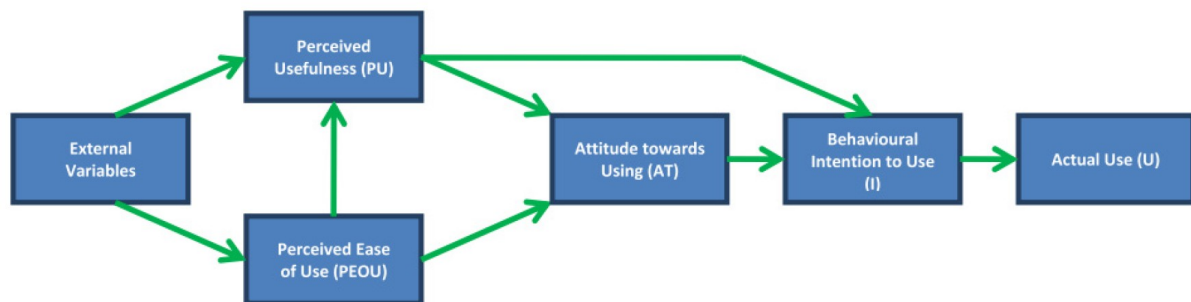 External
Variables
Perceived
Usefulness (PU)
Perceived Ease
of Use (PEOU)
Attitude towards
Using (AT)
Behavioural
Intention to Use
(I)
Actual Use (U)